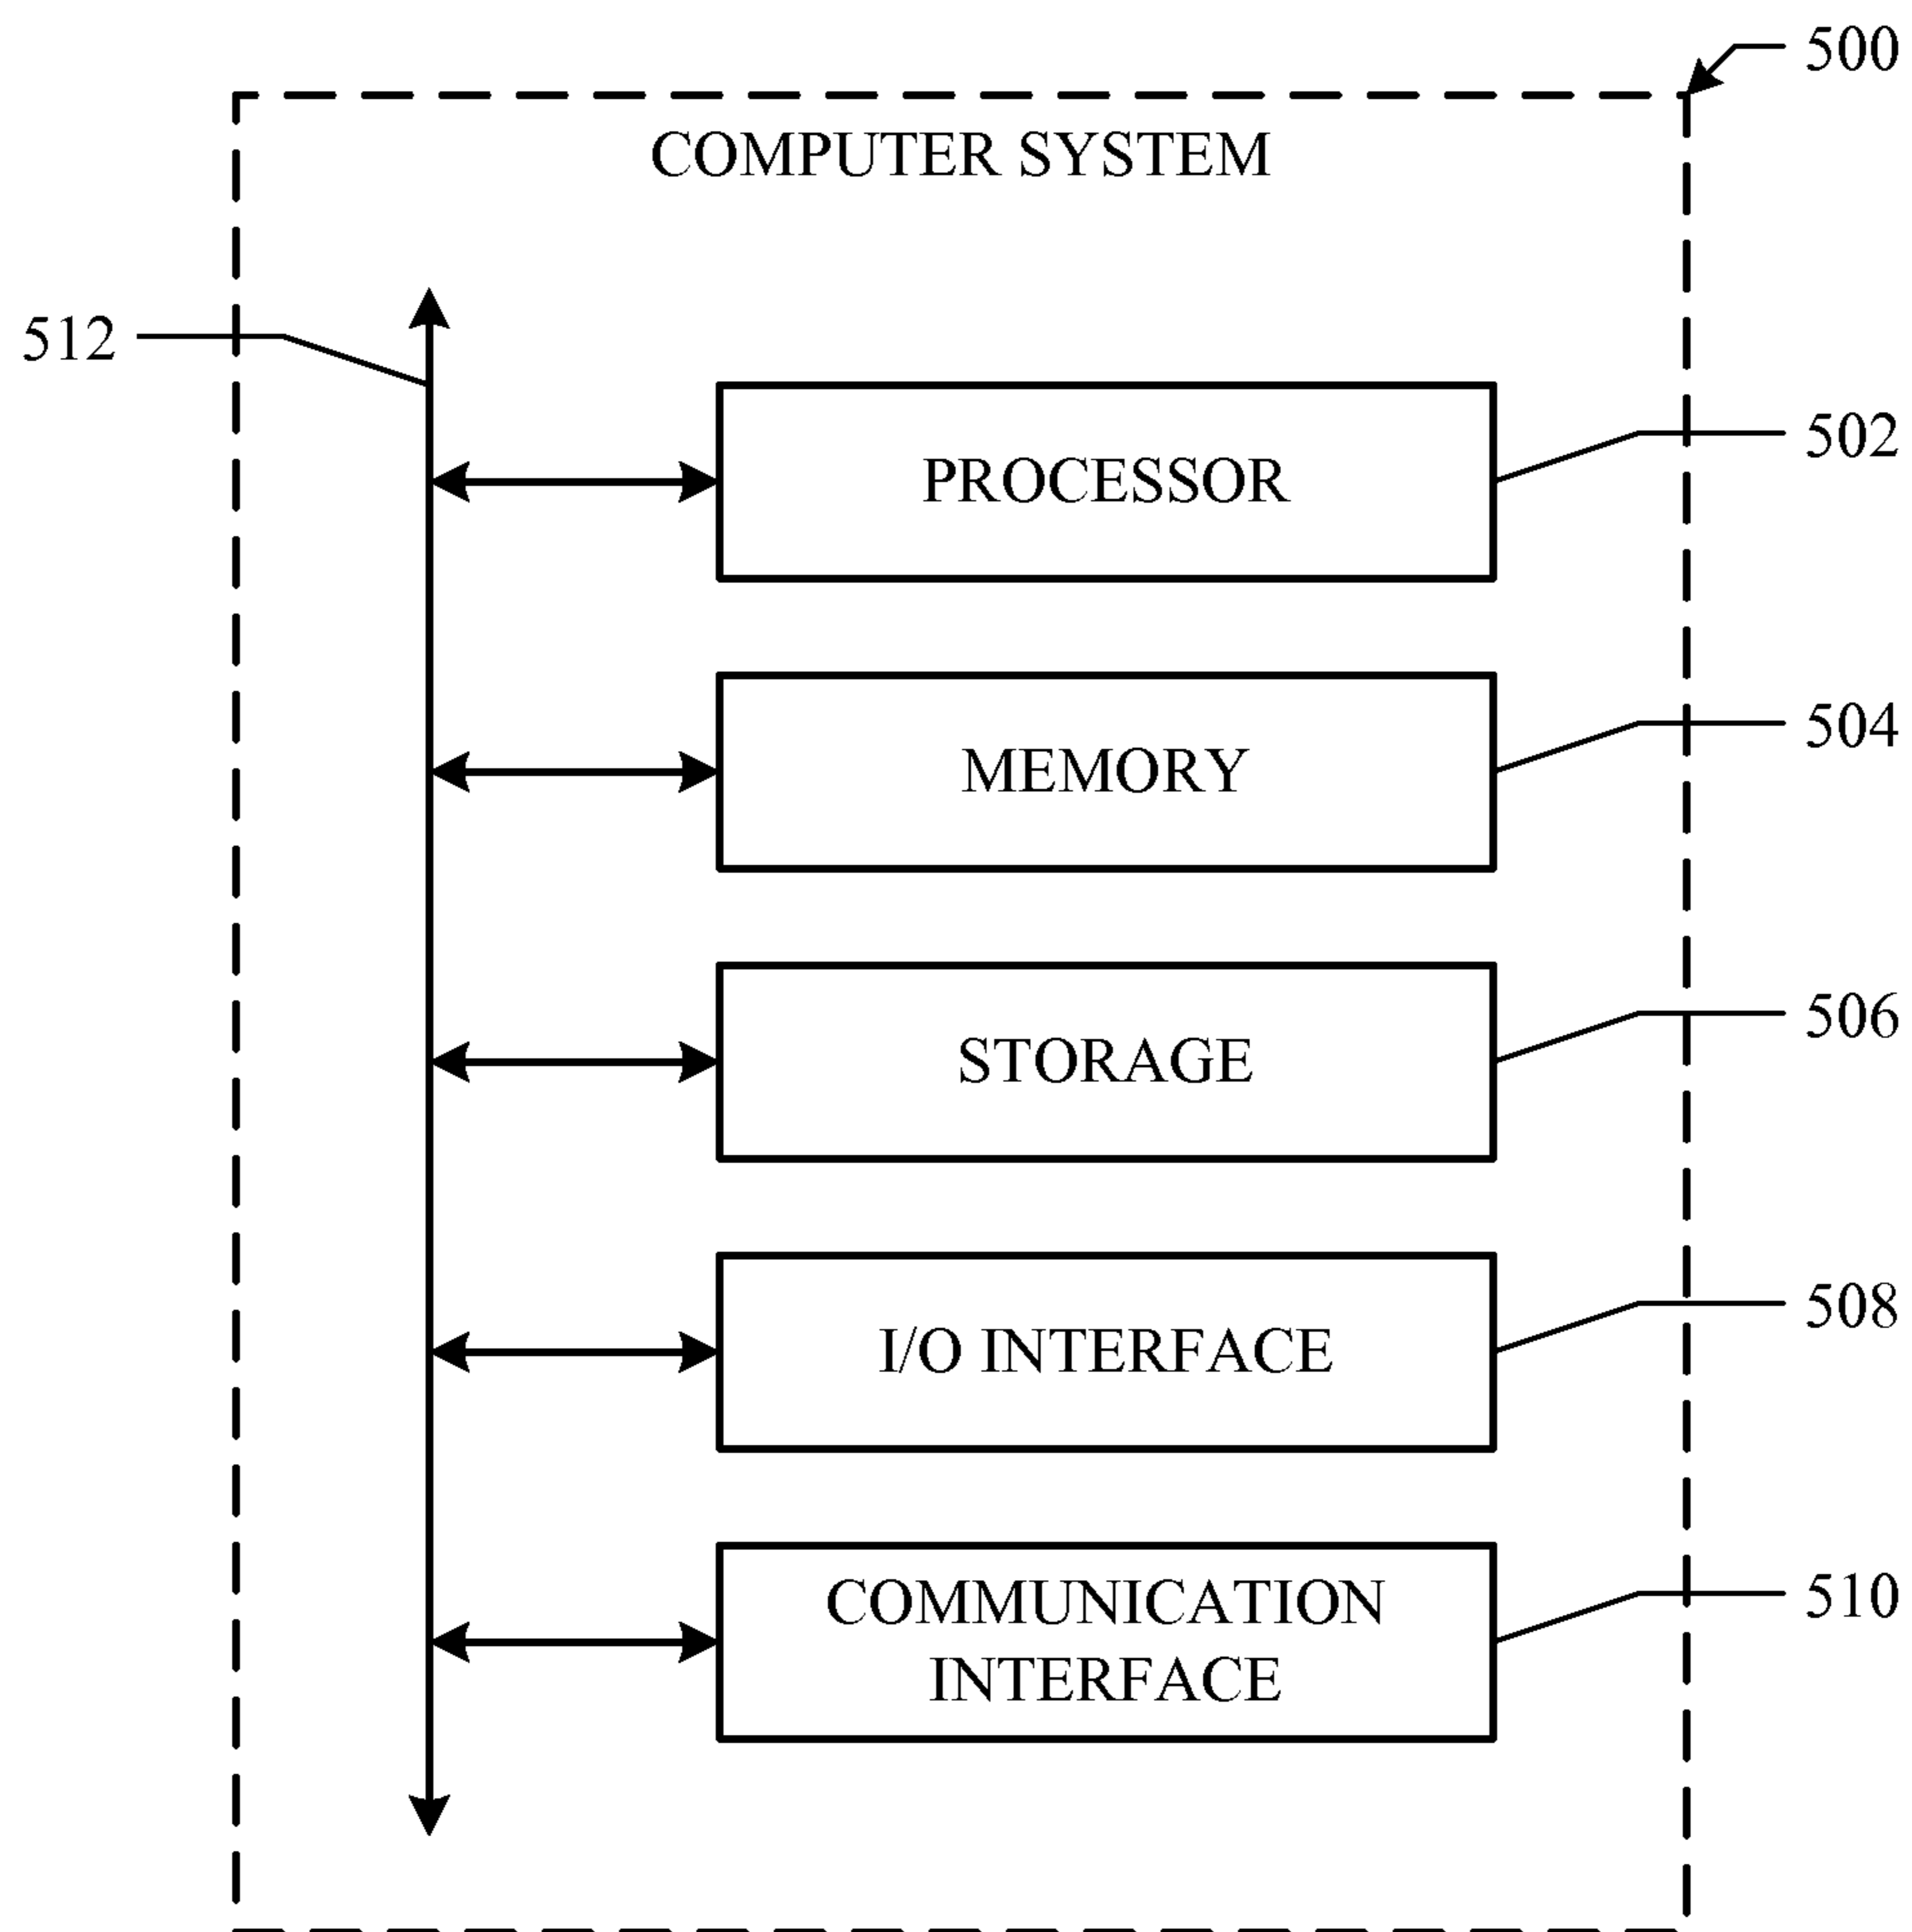 500
COMPUTER SYSTEM
512
502
PROCESSOR
504
MEMORY
506
STORAGE
508
I/O INTERFACE
510
COMMUNICATION
INTERFACE